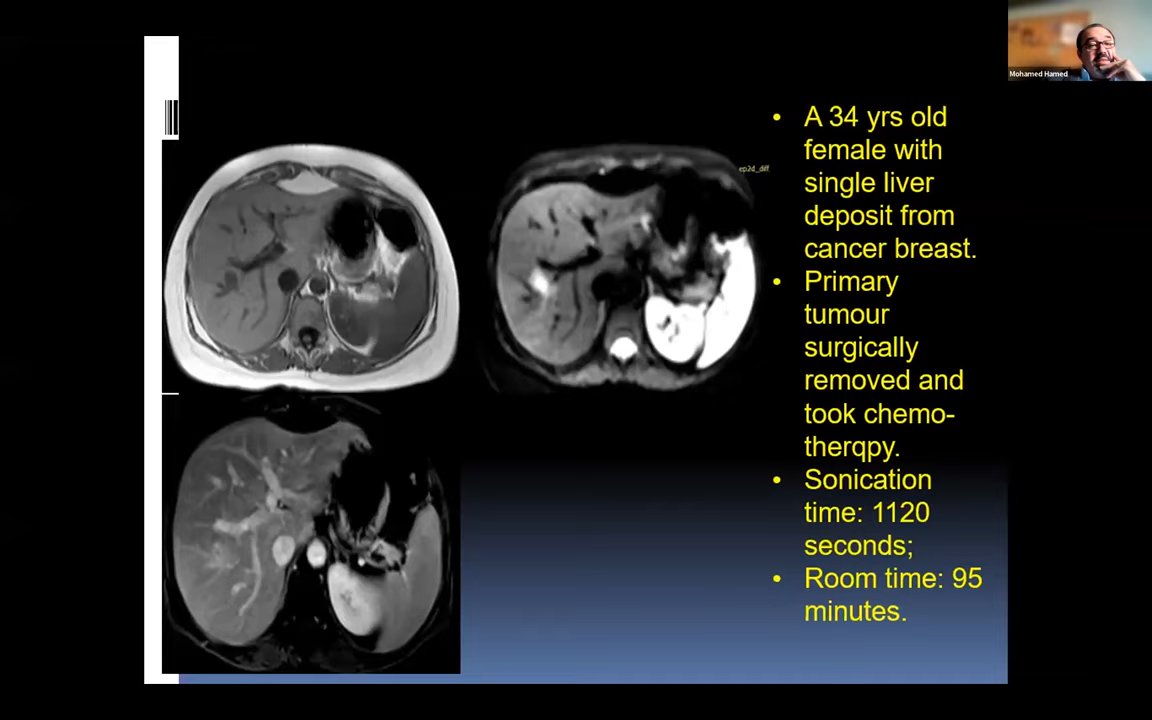 Mohamed Hamed
ep2d_diff
• A 34 yrs old
female with
single liver
deposit from
cancer breast.
• Primary
tumour
surgically
removed and
took chemo-
therqpy.
• Sonication
time: 1120
seconds;
• Room time: 95
minutes.